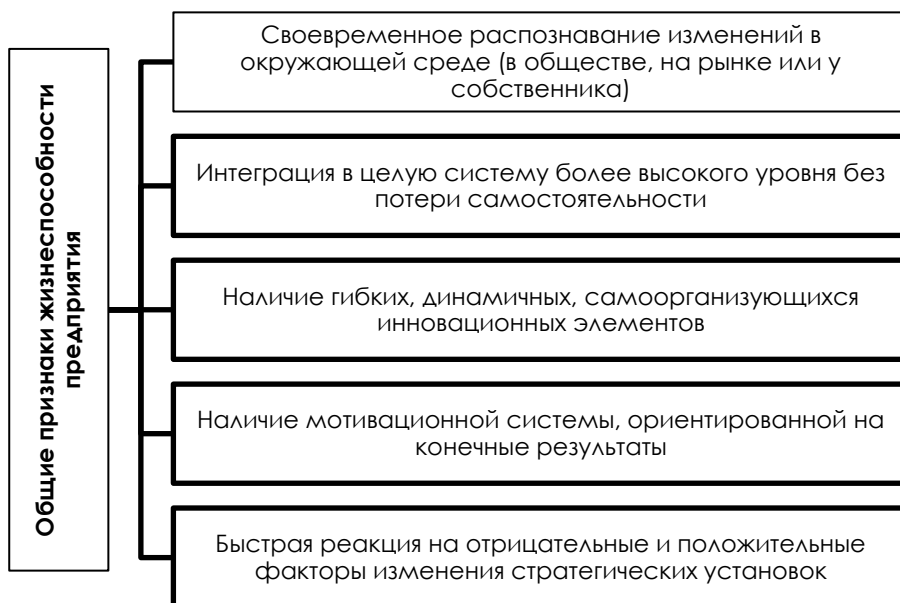 Общие признаки жизнеспособности
предприятия
Своевременное распознавание изменений в
окружающей среде (в обществе, на рынке или у
собственника)
Интеграция в целую систему более высокого уровня без
потери самостоятельности
Наличие гибких, динамичных, самоорганизующихся
инновационных элементов
Наличие мотивационной системы, ориентированной на
конечные результаты
Быстрая реакция на отрицательные и положительные
факторы изменения стратегических установок